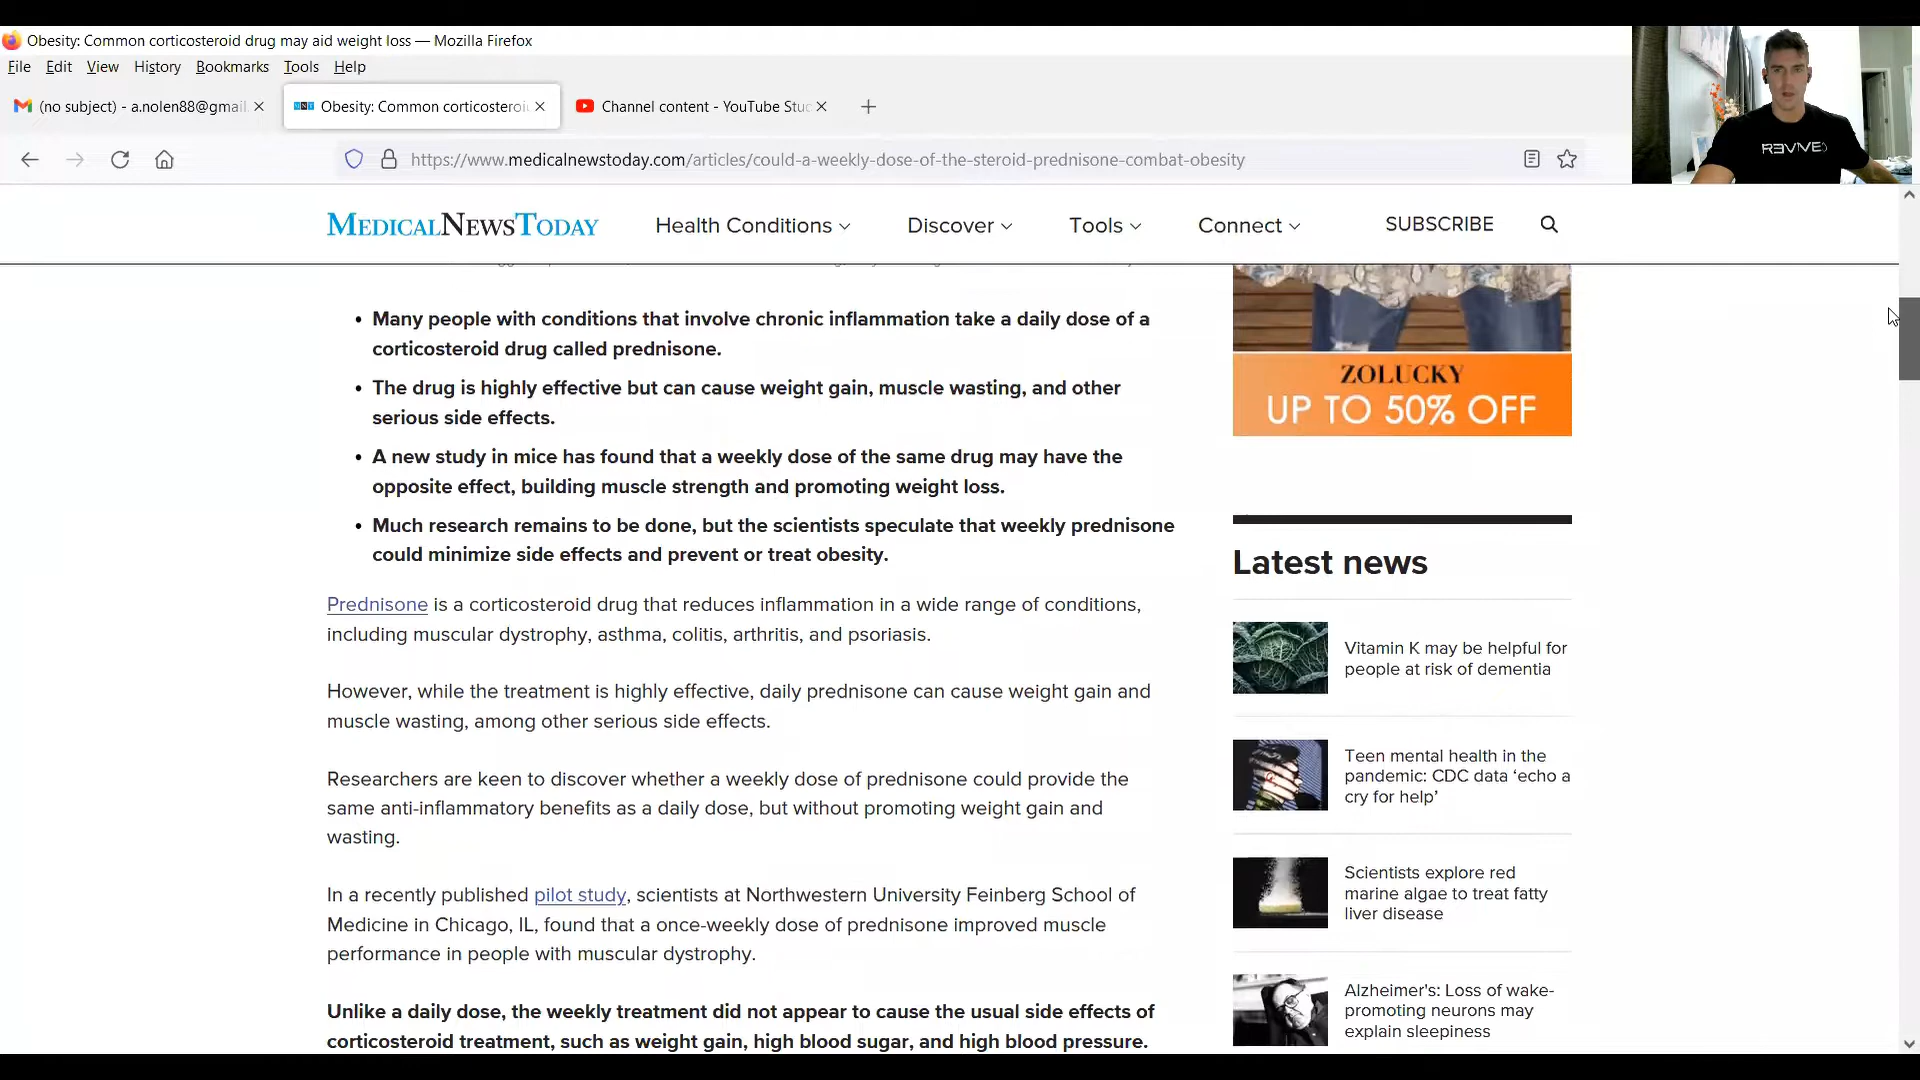 Obesity: Common corticosteroid drug may aid weight loss — Mozilla Firefox
File Edit View History Bookmarks Tools Help
(no subject) - a.nolen88@gmail.
Obesity: Common corticosteroi
Channel content - YouTube Stu
https://www.medicalnewstoday.com/articles/could-a-weekly-dose-of-the-steroid-prednisone-combat-obesity
REVIVE
MEDICALNEWSTODAY
Health Conditions
Discover
Tools
Connect
SUBSCRIBE
• Many people with conditions that involve chronic inflammation take a daily dose of a
corticosteroid drug called prednisone.
• The drug is highly effective but can cause weight gain, muscle wasting, and other
serious side effects.
• A new study in mice has found that a weekly dose of the same drug may have the
opposite effect, building muscle strength and promoting weight loss.
• Much research remains to be done, but the scientists speculate that weekly prednisone
could minimize side effects and prevent or treat obesity.
Prednisone is a corticosteroid drug that reduces inflammation in a wide range of conditions,
including muscular dystrophy, asthma, colitis, arthritis, and psoriasis.
However, while the treatment is highly effective, daily prednisone can cause weight gain and
muscle wasting, among other serious side effects.
Researchers are keen to discover whether a weekly dose of prednisone could provide the
same anti-inflammatory benefits as a daily dose, but without promoting weight gain and
wasting.
In a recently published pilot study, scientists at Northwestern University Feinberg School of
Medicine in Chicago, IL, found that a once-weekly dose of prednisone improved muscle
performance in people with muscular dystrophy.
Unlike a daily dose, the weekly treatment did not appear to cause the usual side effects of
corticosteroid treatment, such as weight gain, high blood sugar, and high blood pressure.
ZOLUCKY
UP TO 50% OFF
Latest news
Vitamin K may be helpful for
people at risk of dementia
Teen mental health in the
pandemic: CDC data ‘echo a
cry for help’
Scientists explore red
marine algae to treat fatty
liver disease
Alzheimer's: Loss of wake-
promoting neurons may
explain sleepiness